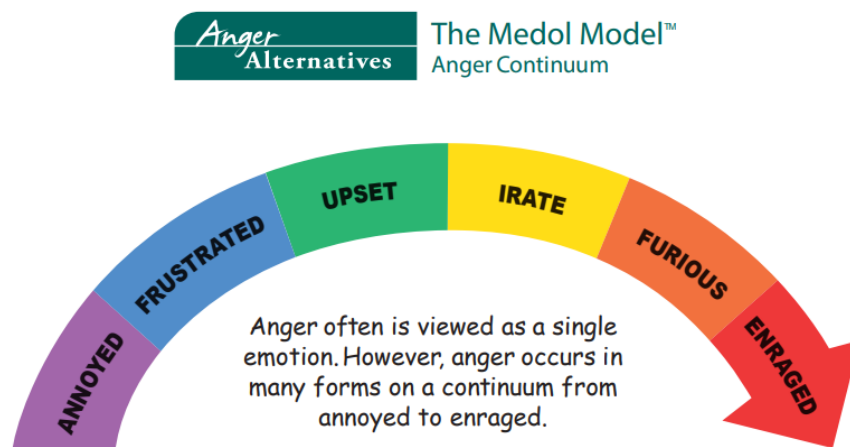 Anger
Alternatives
The Medol Model™
Anger Continuum
ANNOYED
FRUSTRATED
UPSET
IRATE
FURIOUS
ENRAGED
Anger often is viewed as a single
emotion. However, anger occurs in
many forms on a continuum from
annoyed to enraged.